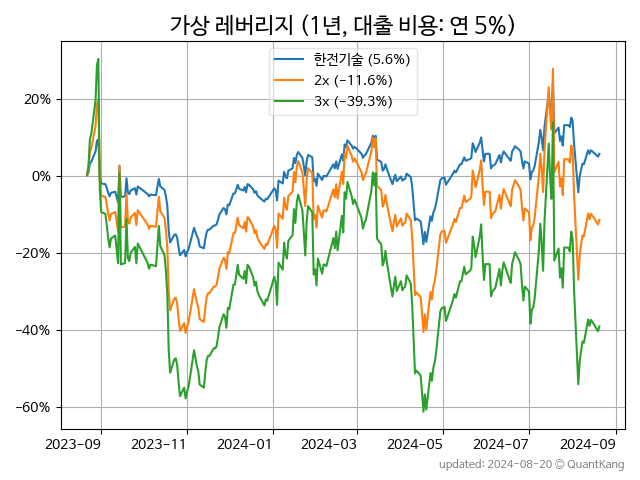 가상 레버리지 (1년, 대출 비용: 연 5%)
한전기술 (5.6%)
2x (−11.6%)
3x (−39.3%)
20%
0%
−20%
−40%
−60%
2023−09 2023−11 2024−01 2024−03 2024−05 2024−07 2024−09
updated: 2024-08-20 © QuantKang